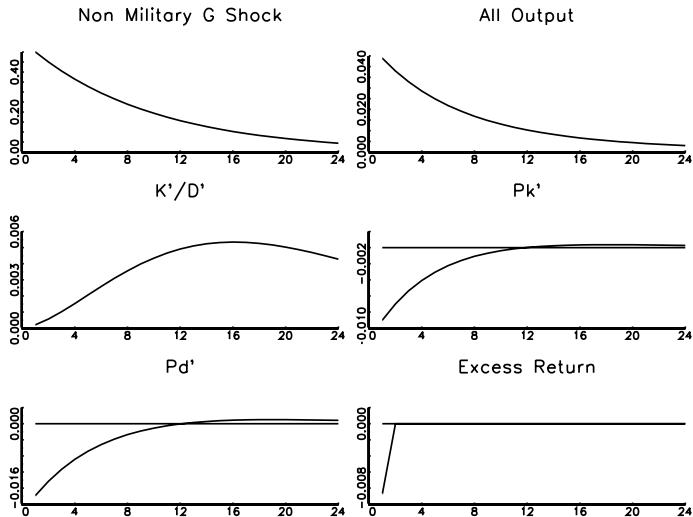 Non Military G Shock
All Output
0.00 0.20 0.40
0 4 8 12 16 20 24
0.000 0.020 0.040
0 4 8 12 16 20 24
K'/D'
Pk'
0.000 0.003 0.006
0 4 8 12 16 20 24
-0.010 -0.002
0 4 8 12 16 20 24
Pd'
Excess Return
-0.016 0.000
0 4 8 12 16 20 24
-0.008 0.000
0 4 8 12 16 20 24